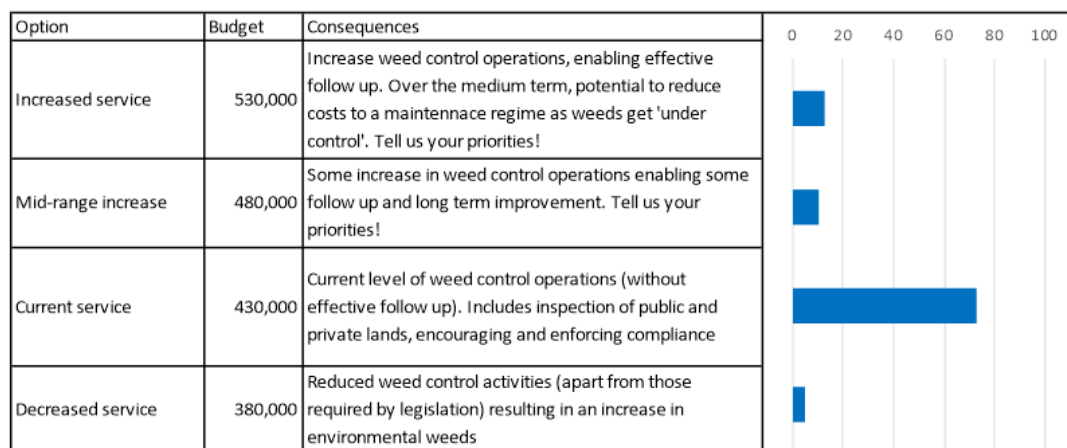 Option Budget Consequences
0 20 40 60 80 100
Increased service 530,000 Increase weed control operations, enabling effective
follow up. Over the medium term, potential to reduce
costs to a maintennace regime as weeds get 'under
control'. Tell us your priorities!
Mid-range increase 480,000 Some increase in weed control operations enabling some
follow up and long term improvement. Tell us your
priorities!
Current service 430,000 Current level of weed control operations (without
effective follow up). Includes inspection of public and
private lands, encouraging and enforcing compliance
Decreased service 380,000 Reduced weed control activities (apart from those
required by legislation) resulting in an increase in
environmental weeds